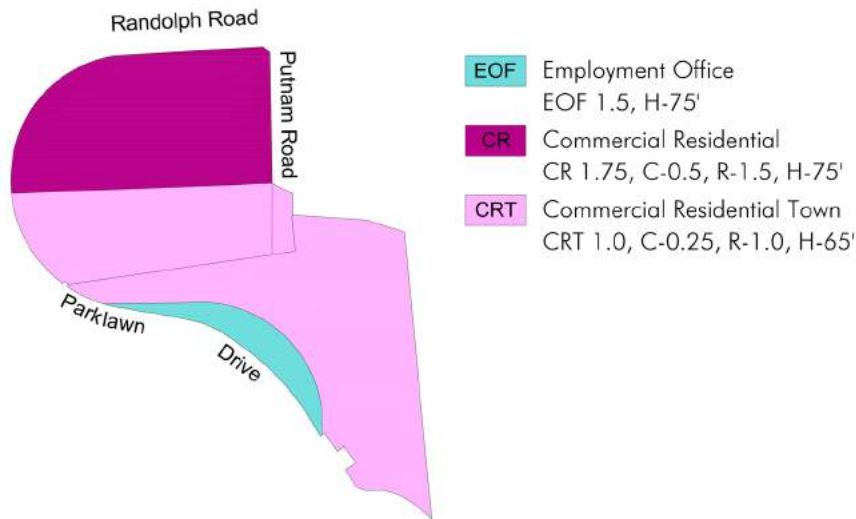 Randolph Road
Putnam Road
Parklawn
Drive
EOF
Employment Office
EOF 1.5, H-75'
CR
Commercial Residential
CR 1.75, C-0.5, R-1.5, H-75'
CRT
Commercial Residential Town
CRT 1.0, C-0.25, R-1.0, H-65'